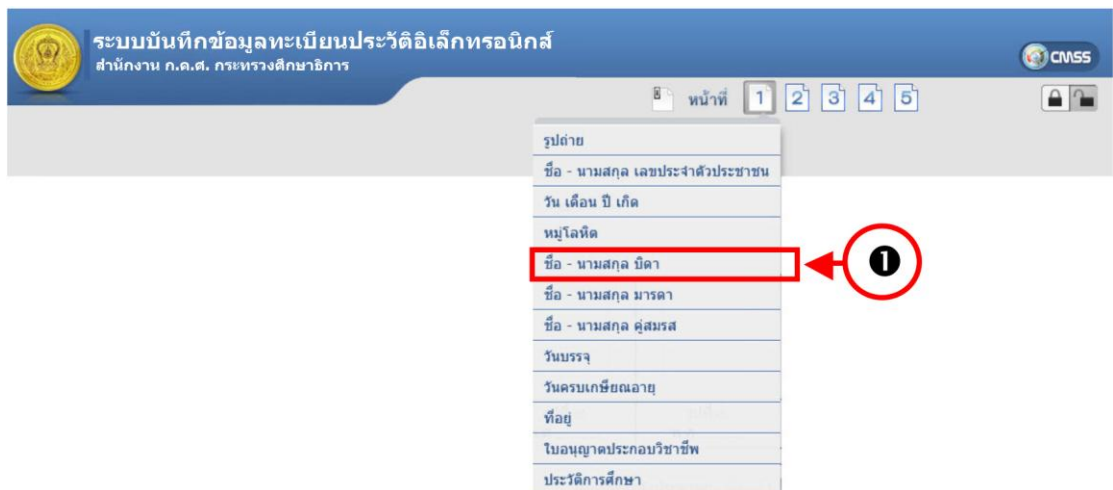 ระบบบันทึกข้อมูลทะเบียนประวัติอิเล็กทรอนิกส์
สำนักงาน ก.ค.ศ. กระทรวงศึกษาธิการ
CMSS
หน้าที่ 1 2 3 4 5
รูปถ่าย
ชื่อ - นามสกุล เลขประจำตัวประชาชน
วัน เดือน ปี เกิด
หมู่โลหิต
ชื่อ - นามสกุล บิดา
❶
ชื่อ - นามสกุล มารดา
ชื่อ - นามสกุล คู่สมรส
วันบรรจุ
วันครบเกษียณอายุ
ที่อยู่
ใบอนุญาตประกอบวิชาชีพ
ประวัติการศึกษา